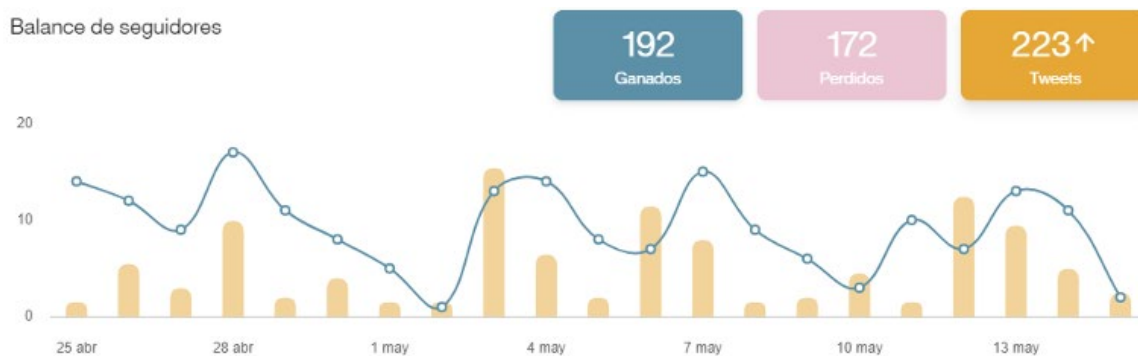 Balance de seguidores
192
Ganados
172
Perdidos
223↑
Tweets
20
10
0
25 abr
28 abr
1 may
4 may
7 may
10 may
13 may